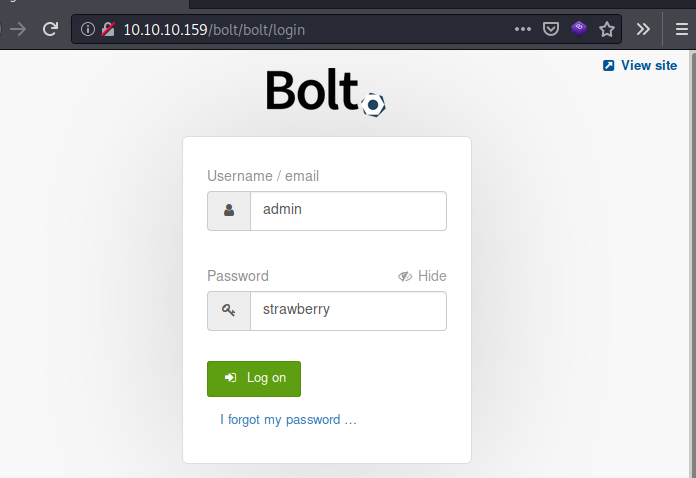 10.10.10.159/bolt/bolt/login
View site
Bolt
Username / email
admin
Password Hide
strawberry
Log on
I forgot my password ...